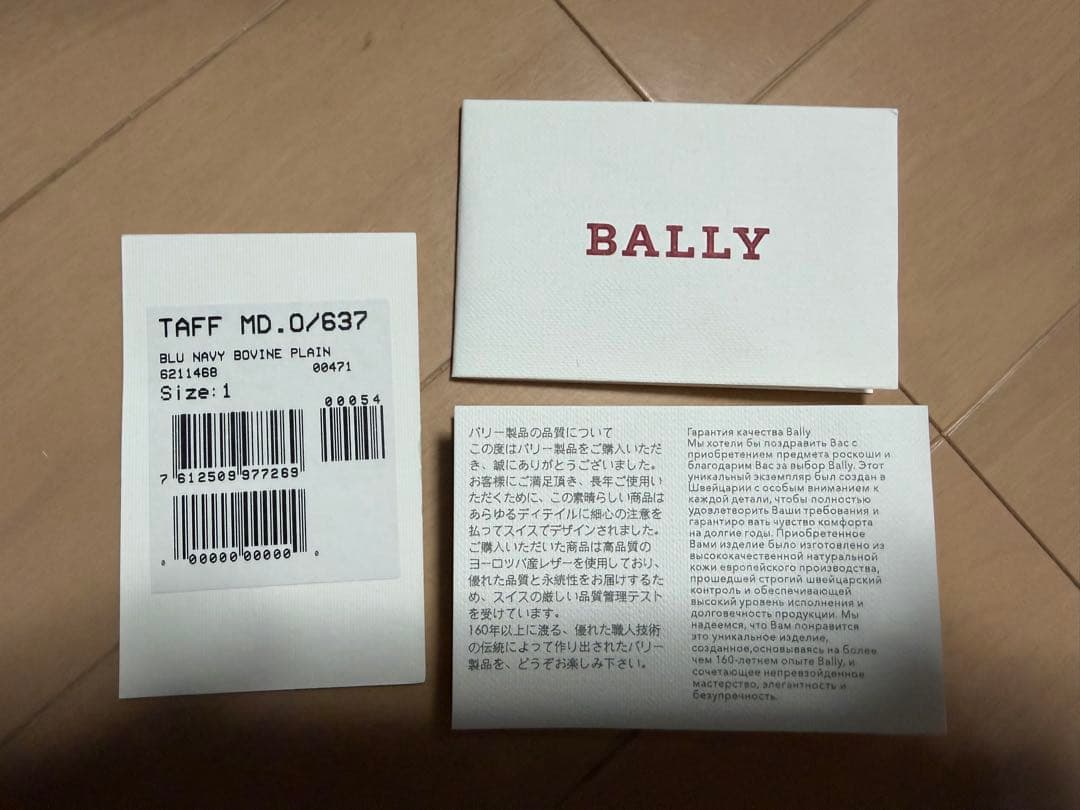 TAFF MD.O/637
BLU NAVY BOVINE PLAIN
6211468 00471
Size:1
00054
7 612509 977269
0 00000 00000 0
BALLY
バリー製品の品質について
この度はバリー製品をご購入いただ
き、誠にありがとうございました。
お客様にご満足頂き、長年ご使用い
ただくために、この素晴らしい商品は
あらゆるディテイルに細心の注意を
払ってスイスでデザインされました。
ご購入いただいた商品は高品質の
ヨーロッパ産レザーを使用しており、
優れた品質と永続性をお届けするた
め、スイスの厳しい品質管理テスト
を受けています。
160年以上に渡る、優れた職人技術
の伝統によって作り出されたバリー
製品を、どうぞお楽しみ下さい。
Гарантия качества Bally
Мы хотели бы поздравить Вас с
приобретением предмета роскоши и
благодарим Вас за выбор Bally. Этот
уникальный экземпляр был создан в
Швейцарии с особым вниманием к
каждой детали, чтобы полностью
удовлетворить Ваши требования и
гарантиро вать чувство комфорта
на долгие годы. Приобретенное
Вами изделие было изготовлено из
высококачественной натуральной
кожи европейского производства,
прошедшей строгий швейцарский
контроль и обеспечивающей
высокий уровень исполнения и
долговечность продукции. Мы
надеемся, что Вам понравится
это уникальное изделие,
созданное,основываясь на более
чем 160-летнем опыте Bally, и
сочетающее непревзойденное
мастерство, элегантность и
безупречность.